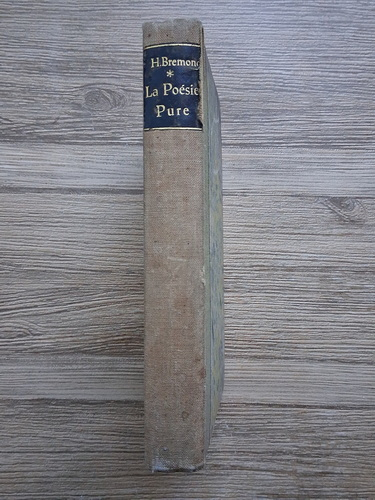 H.Bremond
*
La Poésie
Pure